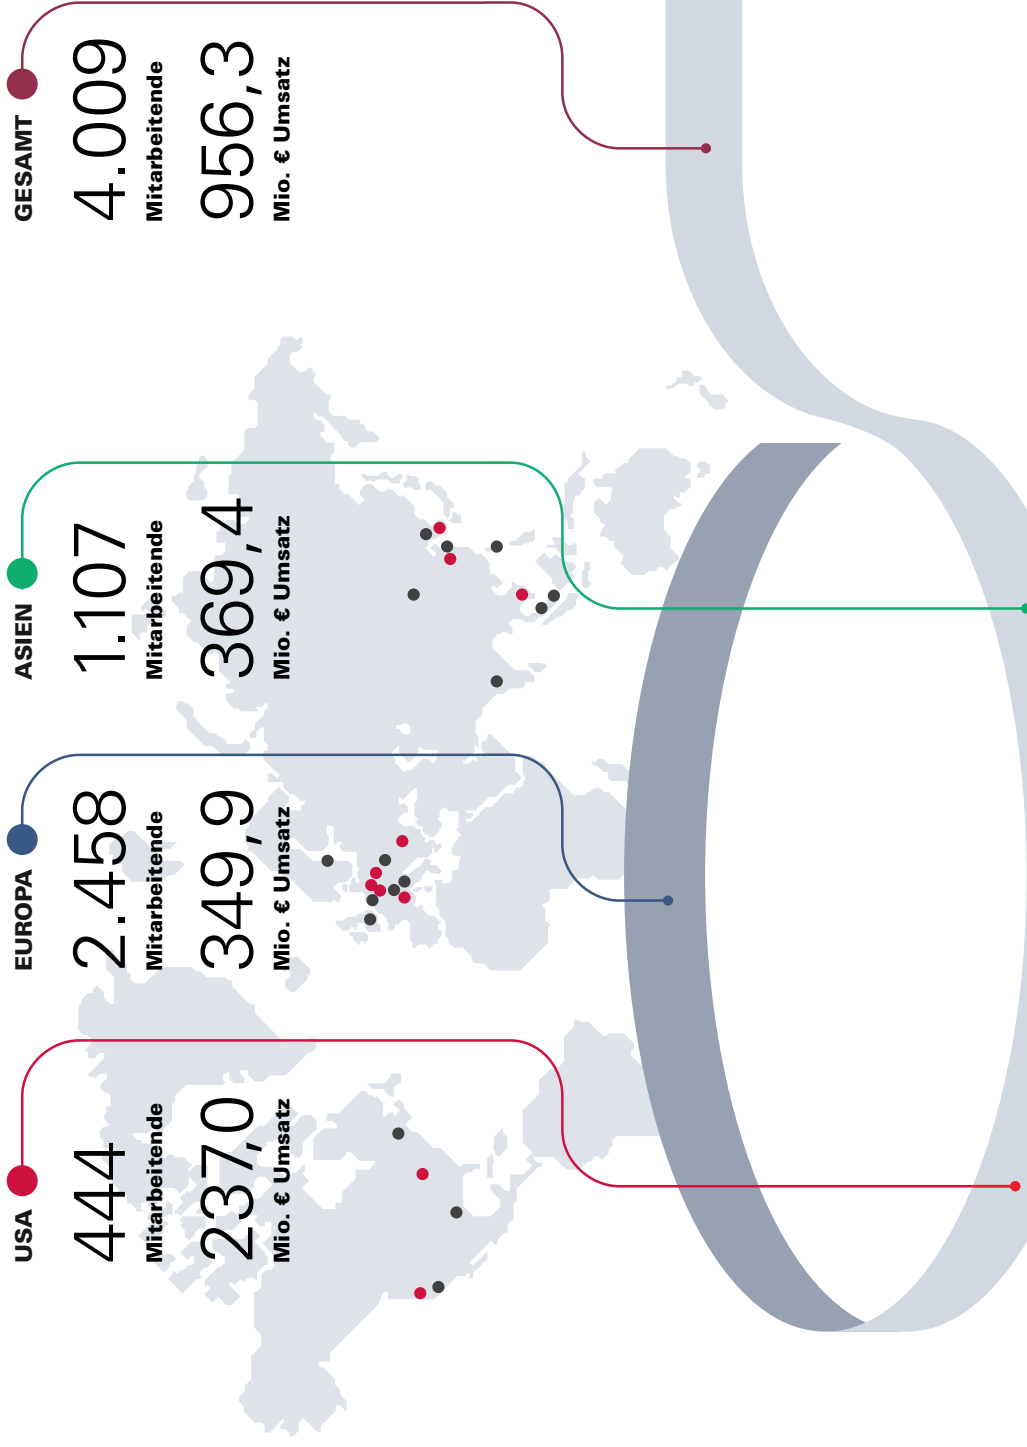 USA
444
Mitarbeitende
237,0
Mio. € Umsatz
EUROPA
2.458
Mitarbeitende
349,9
Mio. € Umsatz
ASIEN
1.107
Mitarbeitende
369,4
Mio. € Umsatz
GESAMT
4.009
Mitarbeitende
956,3
Mio. € Umsatz